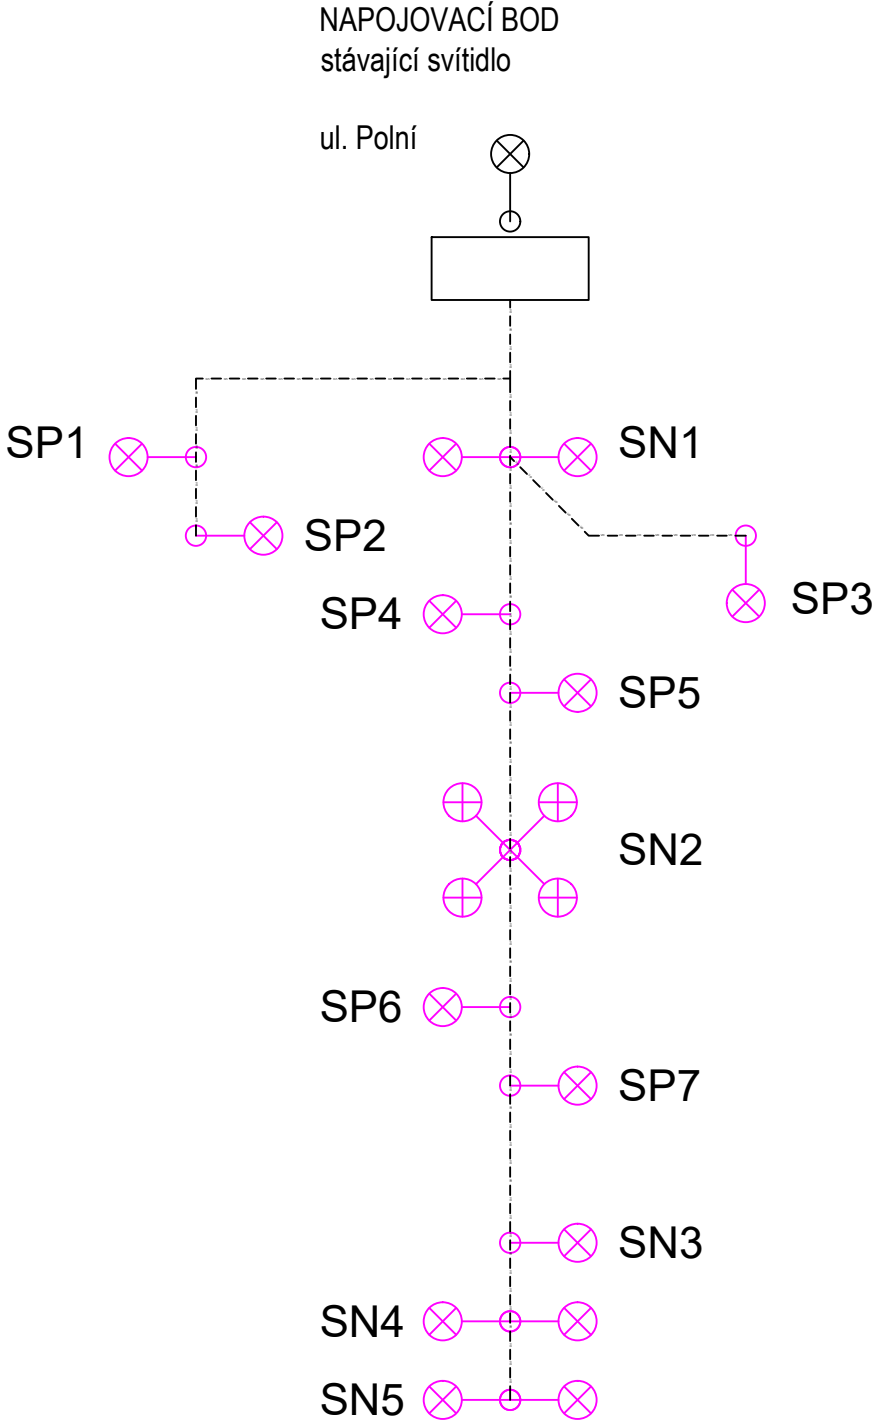 NAPOJOVACÍ BOD
stávající svítidlo
ul. Polní
SP1
SN1
SP2
SP3
SP4
SP5
SN2
SP6
SP7
SN3
SN4
SN5